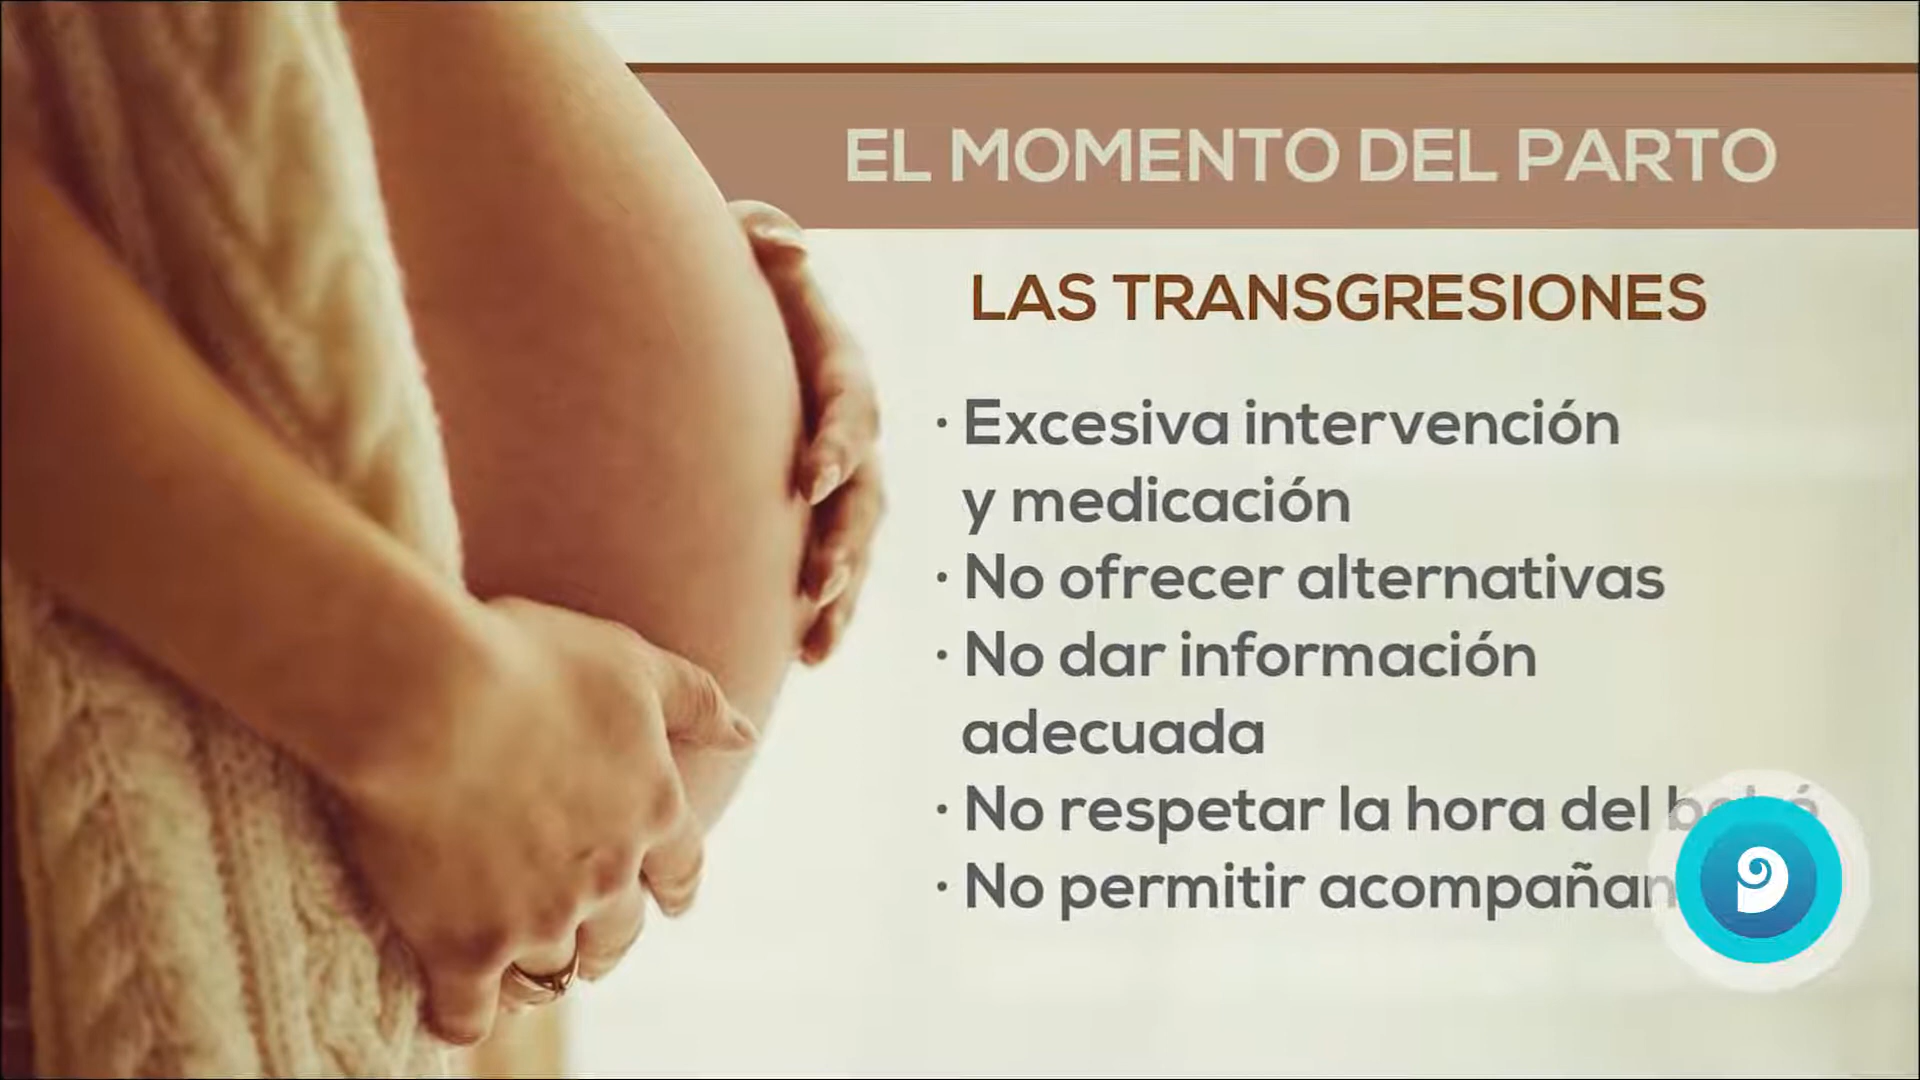 EL MOMENTO DEL PARTO
LAS TRANSGRESIONES
· Excesiva intervención
y medicación
· No ofrecer alternativas
· No dar información
adecuada
· No respetar la hora del
· No permitir